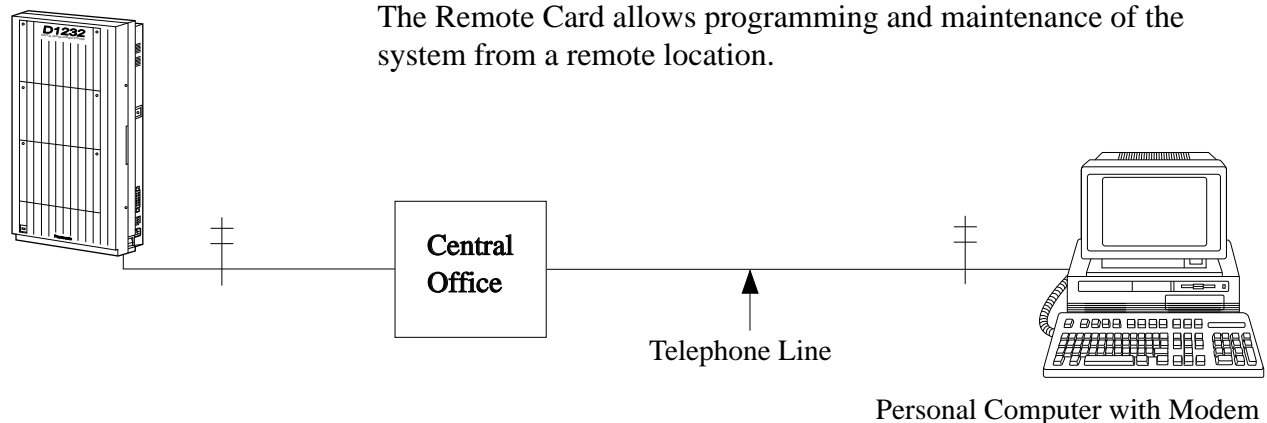 The Remote Card allows programming and maintenance of the
system from a remote location.
D1232
Panasonic
Central
Office
Telephone Line
Personal Computer with Modem